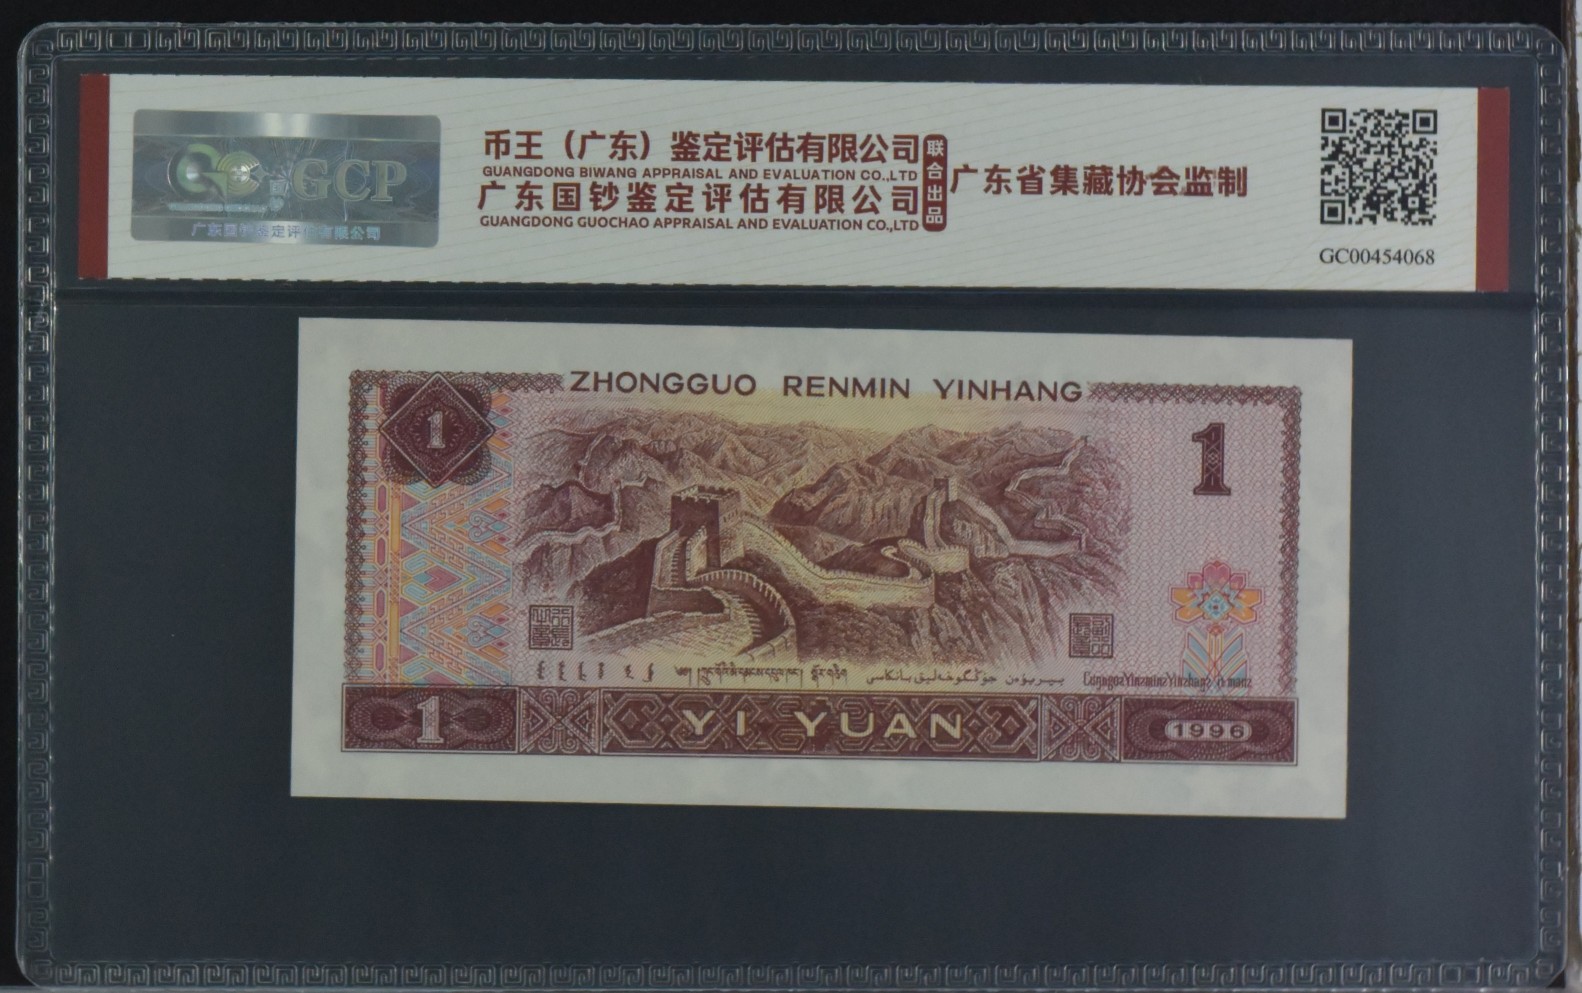 GCP
币王（广东）鉴定评估有限公司
GUANGDONG BIWANG APPRAISAL AND EVALUATION CO.,LTD
广东国钞鉴定评估有限公司
GUANGDONG GUOCHAO APPRAISAL AND EVALUATION CO.,LTD
联合出品
广东省集藏协会监制
GC00454068
ZHONGGUO RENMIN YINHANG
1
1
1
YI YUAN
1996